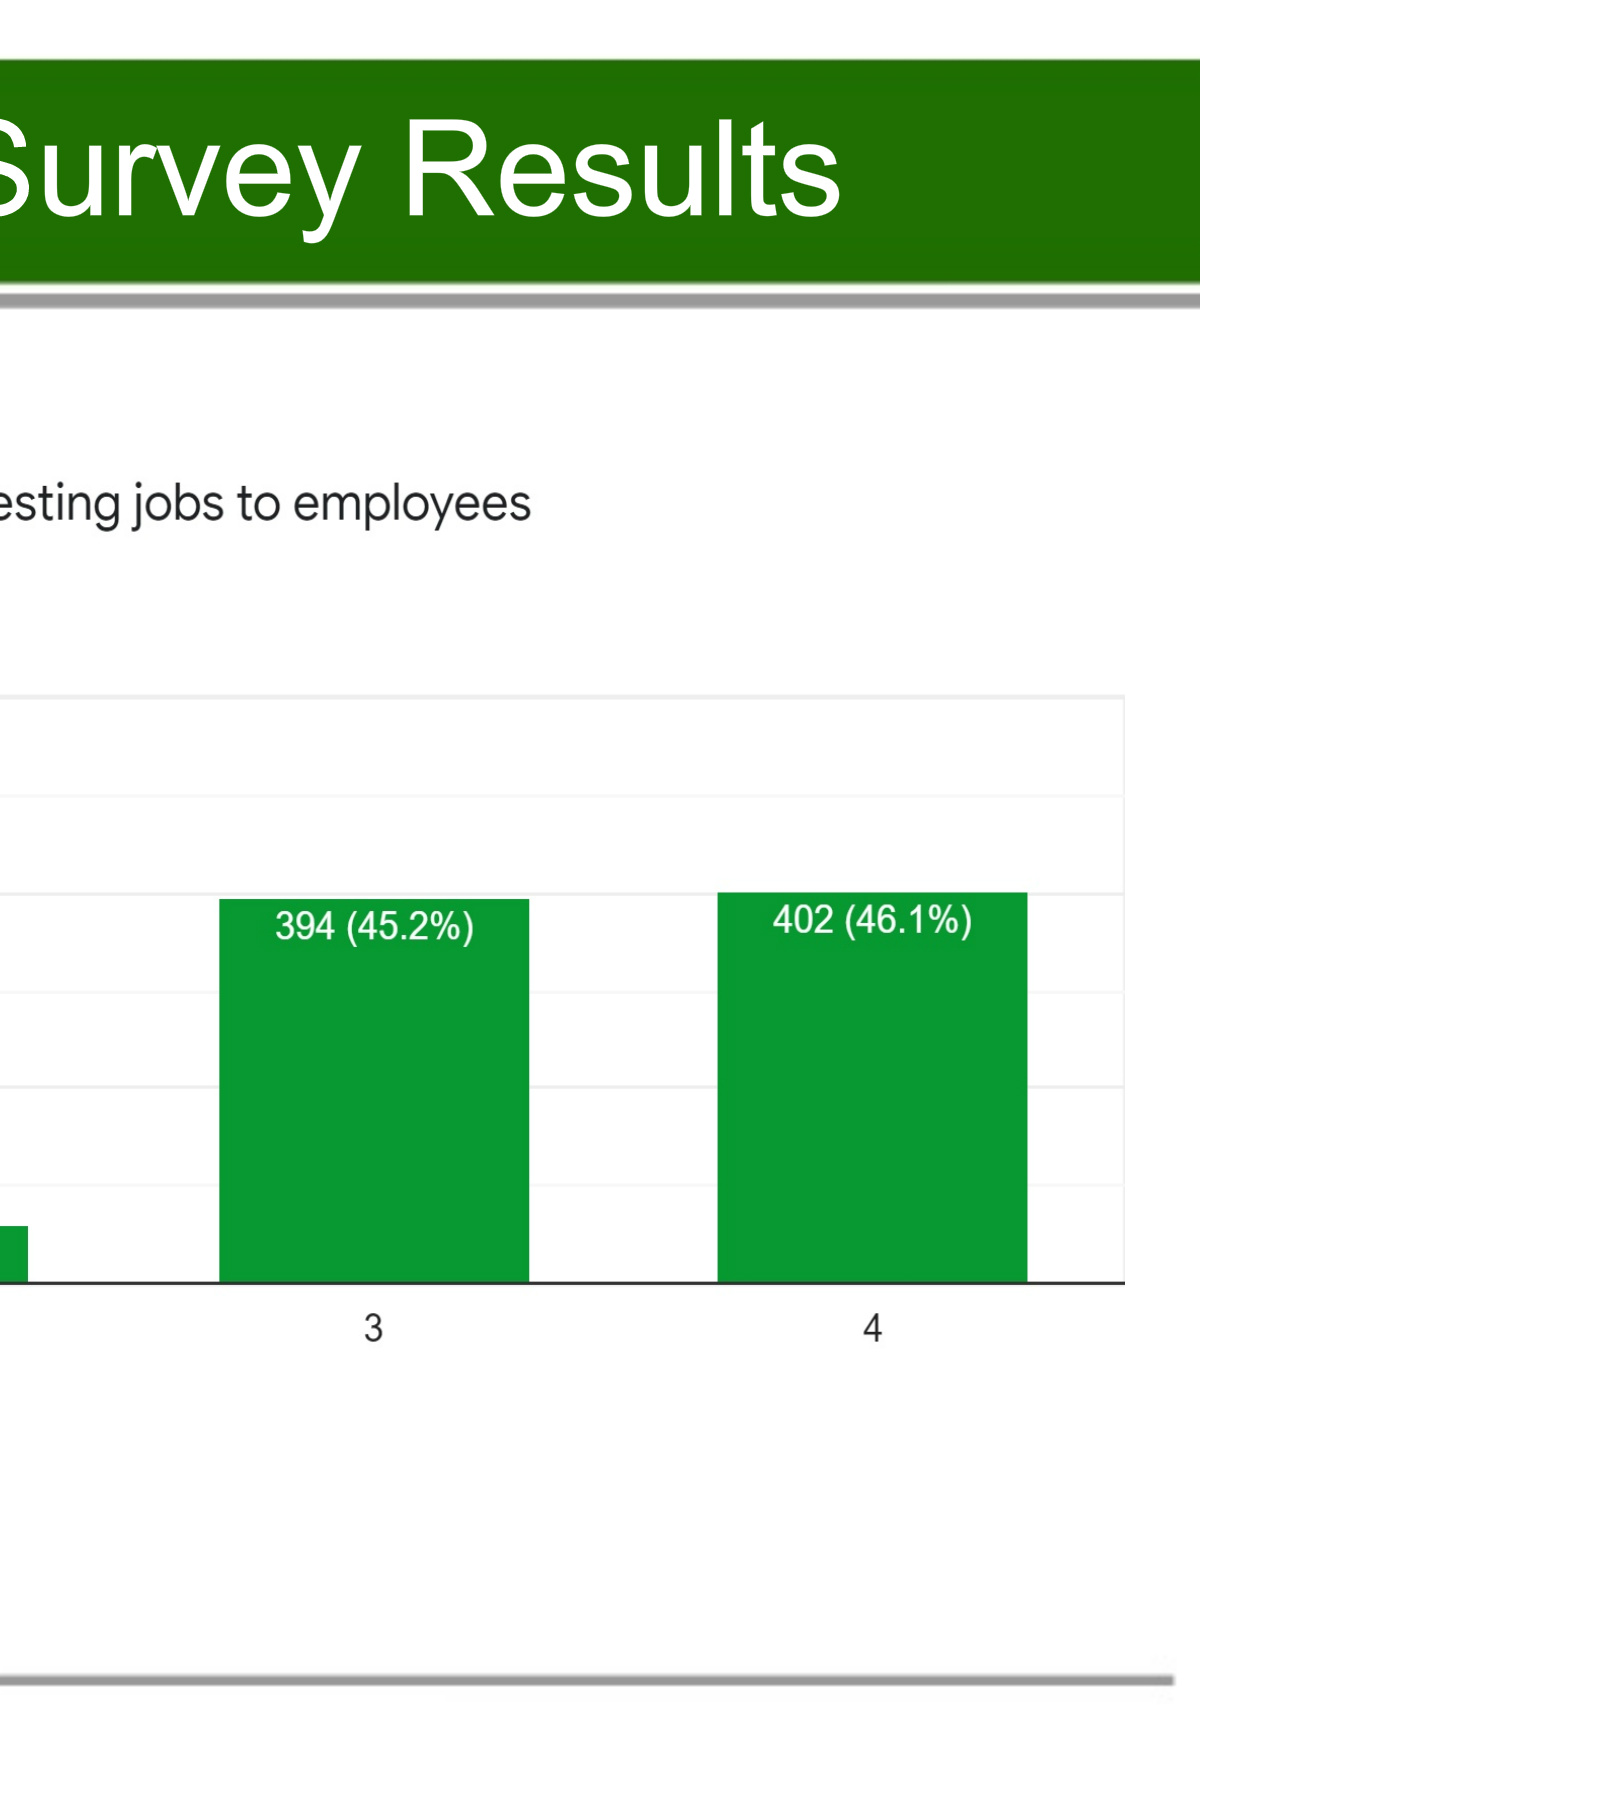 Survey Results
esting jobs to employees
394 (45.2%)
402 (46.1%)
3
4